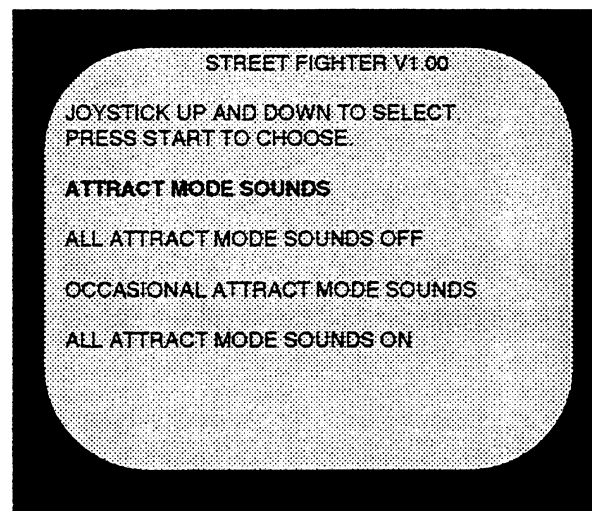 STREET FIGHTER V1.00
JOYSTICK UP AND DOWN TO SELECT
PRESS START TO CHOOSE.
ATTRACT MODE SOUNDS
ALL ATTRACT MODE SOUNDS OFF
OCCASIONAL ATTRACT MODE SOUNDS
ALL ATTRACT MODE SOUNDS ON